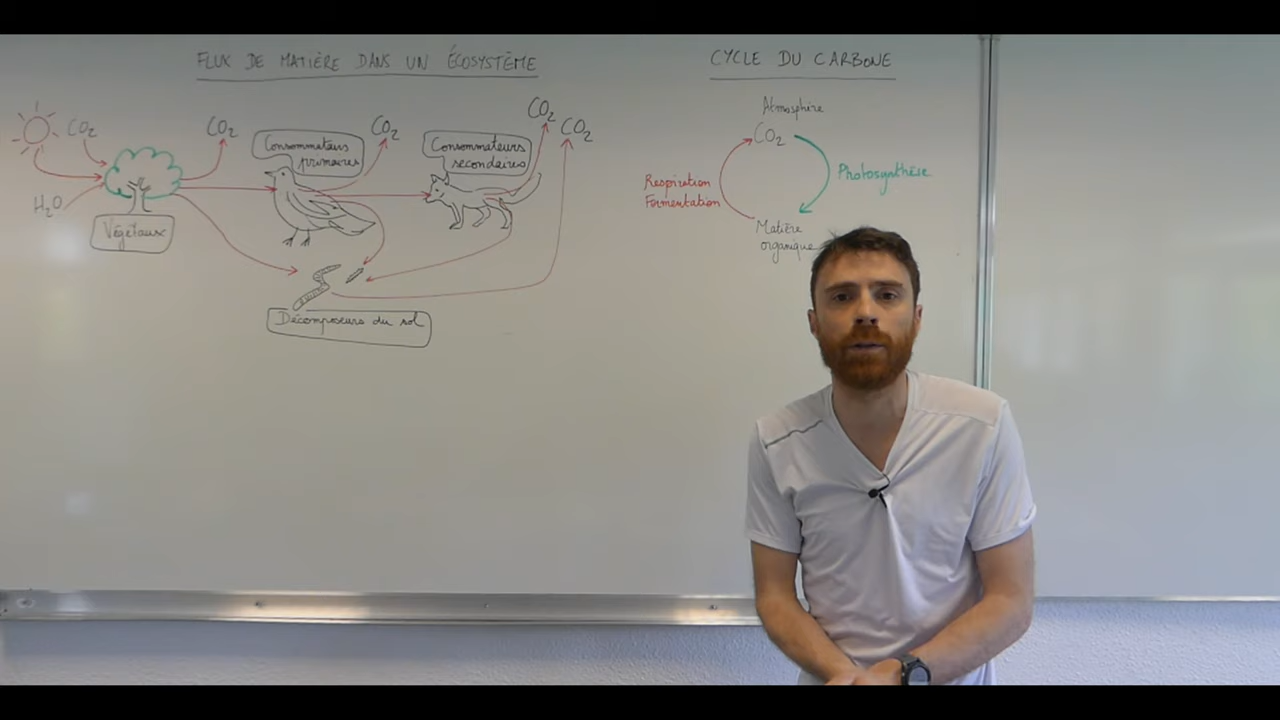 FLUX DE MATIÈRE DANS UN ÉCOSYSTÈME
CO2
H2O
Végétaux
CO2
Consommateurs
primaires
CO2
Consommateurs
secondaires
CO2
CO2
Décomposeurs du sol
CYCLE DU CARBONE
Atmosphère
CO2
Respiration
Fermentation
Photosynthèse
Matière
organique